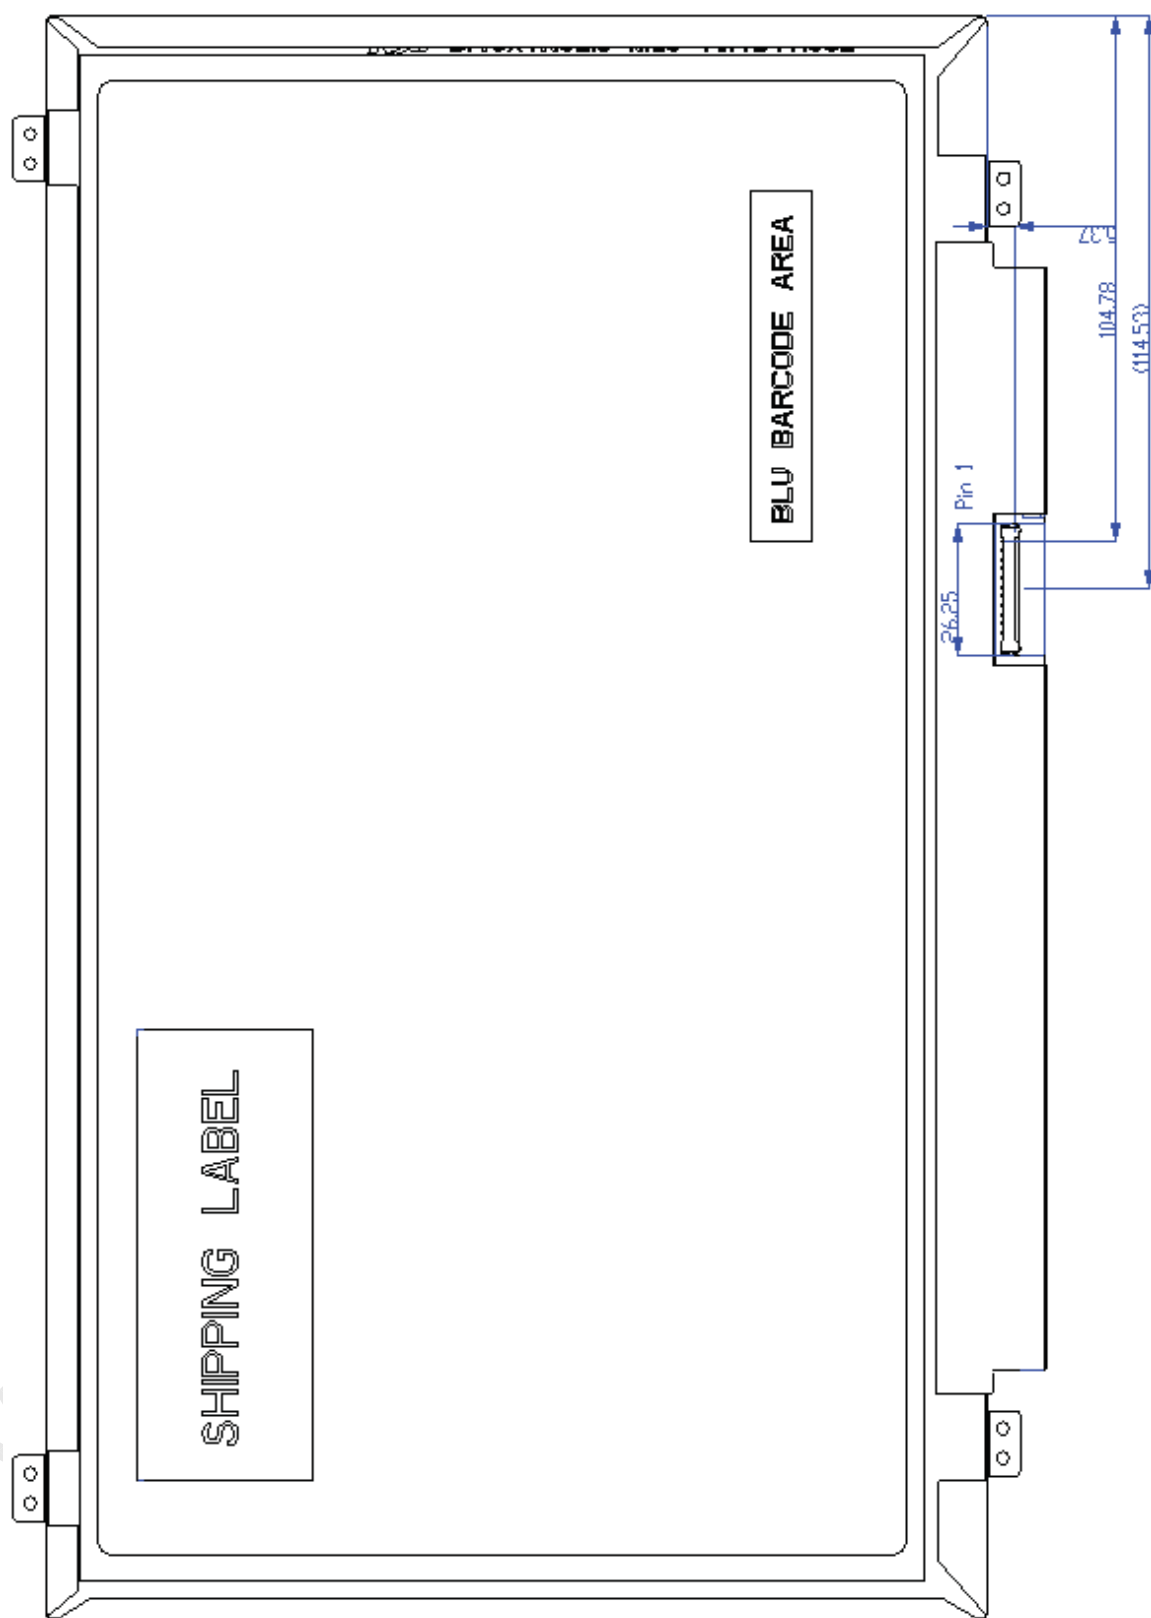 BLU BARCODE AREA
104.78
(114.53)
Pin 1
26.25
SHIPPING LABEL